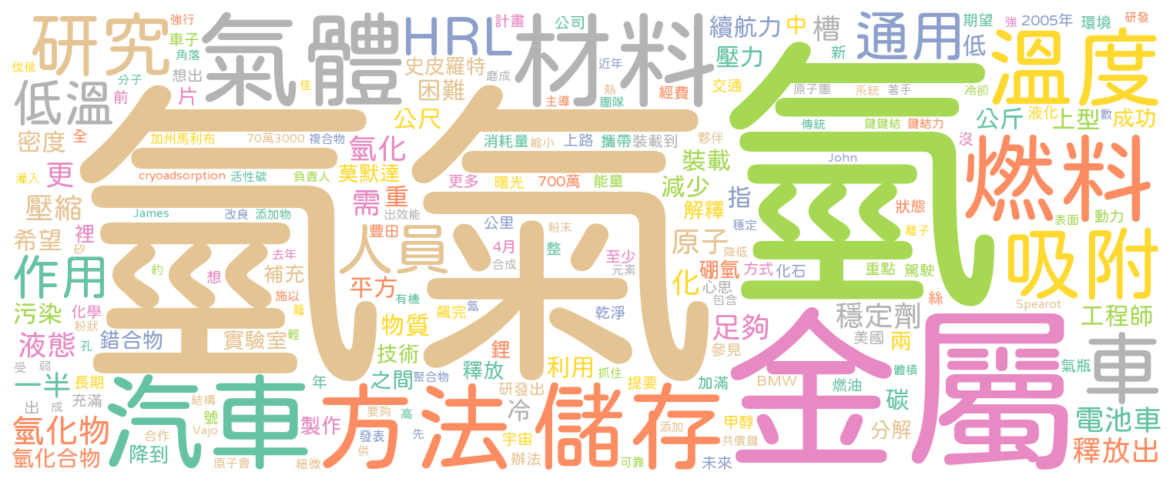 研究
強行
車子
角落
伐侯
分子
想出
前
片
佳
氣體
HRL
史皮羅特
困難
磨成
計畫
公司
近年
主導
熱
團隊
材料
續航力
壓力
經費
交通
中
槽
新
通用
低
原子團
系統
著手
冷卻
期望
強
2005年
環境
研發
溫度
低溫
密度
全
灌入
更
加州馬利布
70萬3000
複合物
公尺
氫化
莫默達
消耗量
縮小
上路
攜帶
裝載到
夥伴
傳統
鍵鍵結
鍵結力
公斤
液化
上型
數
成功
沒
cryoadsorption
活性碳
負責人
需
重
更多
曙光
700萬
能量
裝載
減少
John
燃料
壓縮
希望
裡
James
改良
添加物
出效能
豐田
公里
粉末
解釋
指
穩定
狀態
離子
表面
動力
氫氣
氫
作用
矽
約
想
去年
補充
施以
人員
4月
合成
整
至少
元素
原子
降低
吸附
污染
化學
粉狀
孔
籠
輕
平方
有機
氮
飆完
乾淨
化
硼氫
心思
方式
包含
化石
重點
駕駛
絲
Spearot
液態
錯合物
實驗室
物質
技術
鋰
利用
足夠
參見
穩定劑
美國
兩
工程師
受
弱
一半
長期
充滿
出
成
年
之間
聚合物
釋放
抓住
研發出
提要
加滿
BMW
燃油
體積
氣瓶
金屬
車
汽車
結構
號
Vajo
合作
製作
要夠
高
發表
先
供
方法
冷
宇宙
辦法
儲存
添加
共價鍵
可靠
甲醇
未來
碳
分解
電池車
氫化物
氫化合物
降到
原子會
細微
釋放出